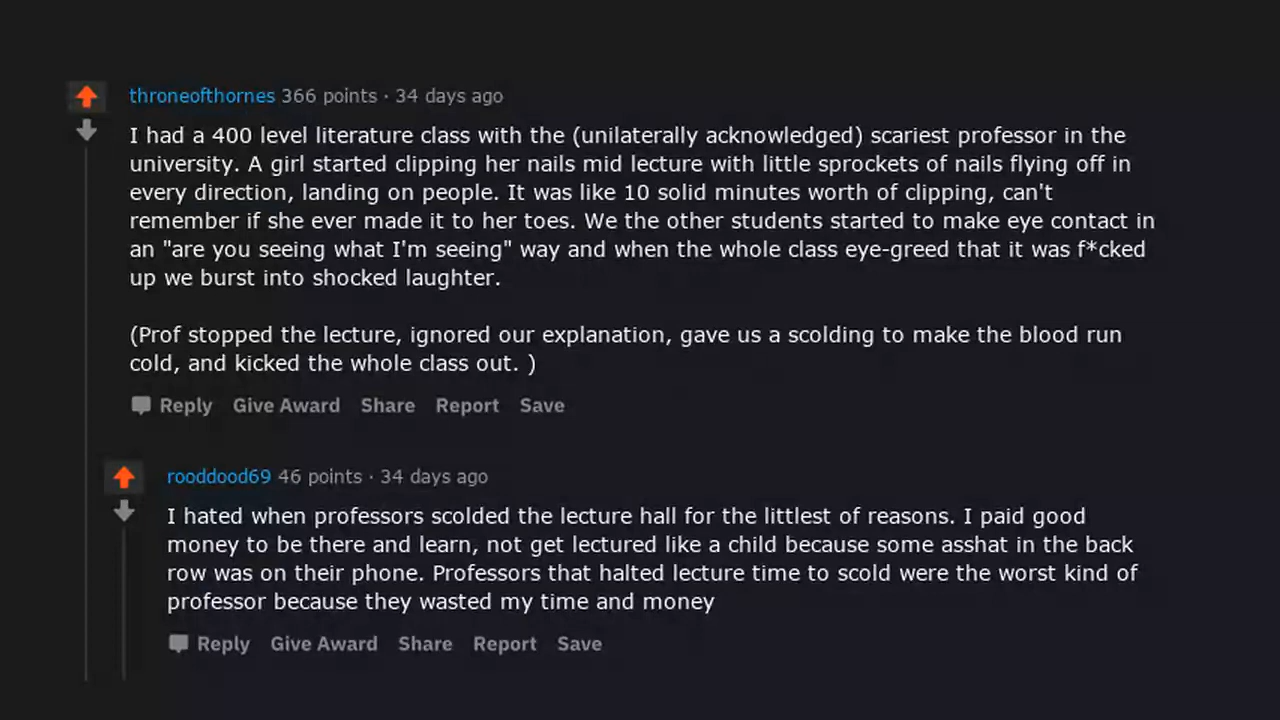 throneofthornes 366 points · 34 days ago
I had a 400 level literature class with the (unilaterally acknowledged) scariest professor in the
university. A girl started clipping her nails mid lecture with little sprockets of nails flying off in
every direction, landing on people. It was like 10 solid minutes worth of clipping, can't
remember if she ever made it to her toes. We the other students started to make eye contact in
an "are you seeing what I'm seeing" way and when the whole class eye-greed that it was f*cked
up we burst into shocked laughter.
(Prof stopped the lecture, ignored our explanation, gave us a scolding to make the blood run
cold, and kicked the whole class out. )
Reply Give Award Share Report Save
rooddood69 46 points · 34 days ago
I hated when professors scolded the lecture hall for the littlest of reasons. I paid good
money to be there and learn, not get lectured like a child because some asshat in the back
row was on their phone. Professors that halted lecture time to scold were the worst kind of
professor because they wasted my time and money
Reply Give Award Share Report Save